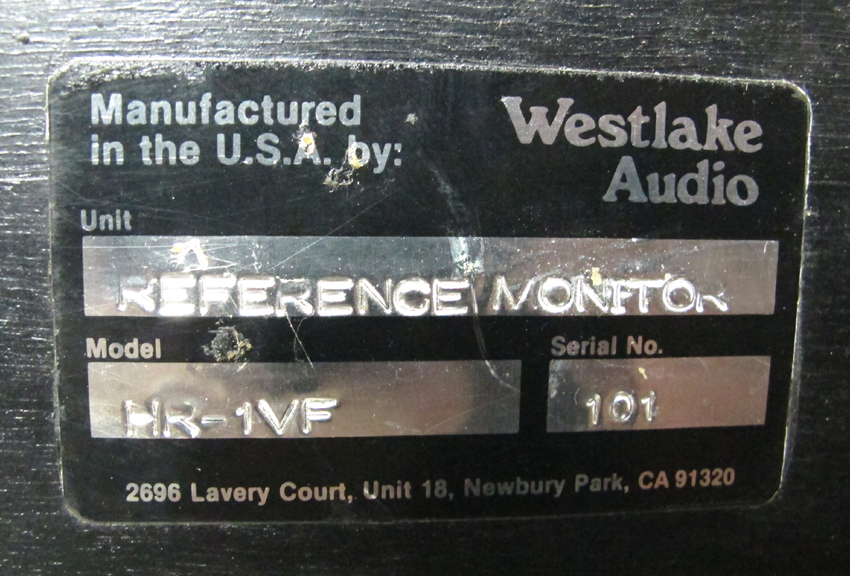 Manufactured
in the U.S.A. by:
Westlake
Audio
Unit
REFERENCE MONITOR
Model
Serial No.
HR-1VF
101
2696 Lavery Court, Unit 18, Newbury Park, CA 91320